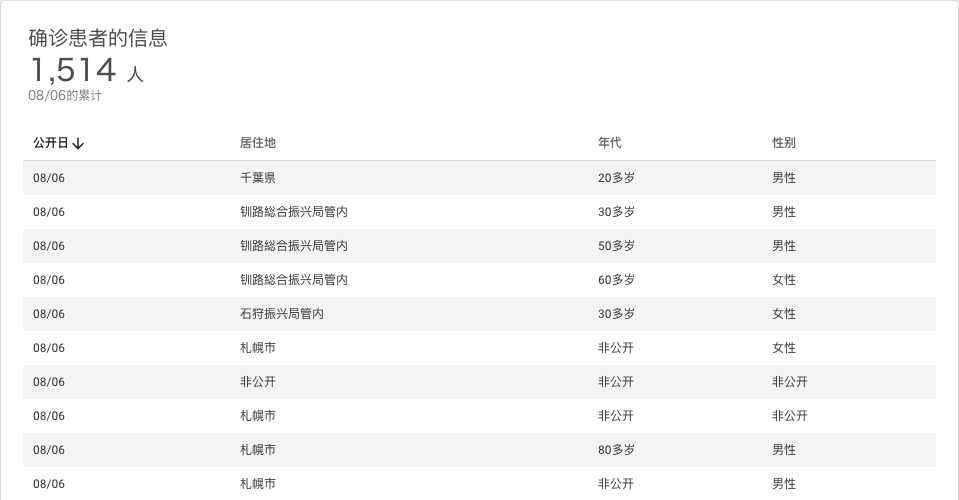 确诊患者的信息
1,514 人
08/06的累计
公开日 居住地 年代 性别
08/06 千葉県 20多岁 男性
08/06 钏路総合振兴局管内 30多岁 男性
08/06 钏路総合振兴局管内 50多岁 男性
08/06 钏路総合振兴局管内 60多岁 女性
08/06 石狩振兴局管内 30多岁 女性
08/06 札幌市 非公开 女性
08/06 非公开 非公开 非公开
08/06 札幌市 非公开 非公开
08/06 札幌市 80多岁 男性
08/06 札幌市 非公开 男性